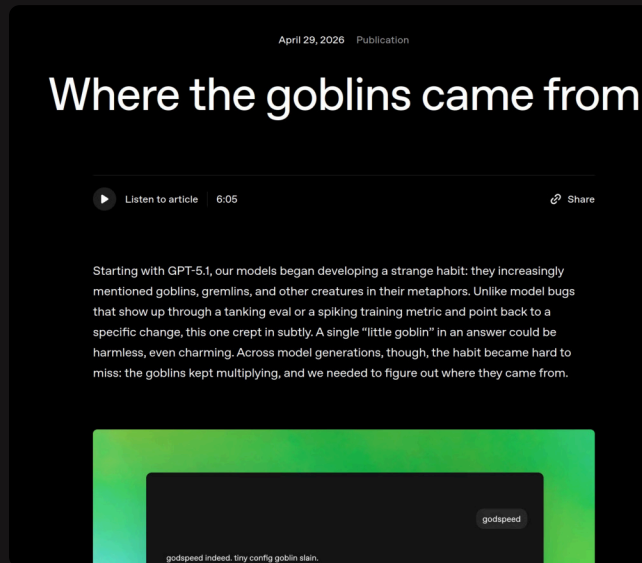 April 29, 2026 Publication
Where the goblins came from
Listen to article 6:05 Share
Starting with GPT-5.1, our models began developing a strange habit: they increasingly
mentioned goblins, gremlins, and other creatures in their metaphors. Unlike model bugs
that show up through a tanking eval or a spiking training metric and point back to a
specific change, this one crept in subtly. A single “little goblin” in an answer could be
harmless, even charming. Across model generations, though, the habit became hard to
miss: the goblins kept multiplying, and we needed to figure out where they came from.
godspeed
godspeed indeed. tiny config goblin slain.